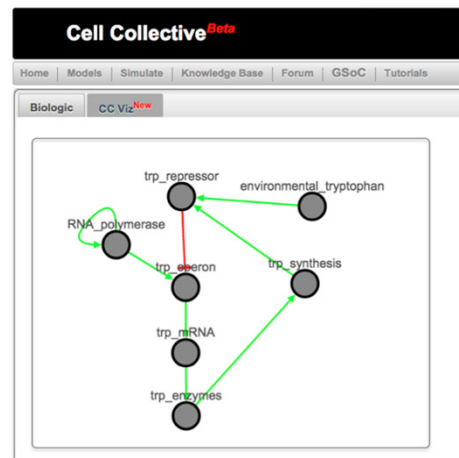 Cell Collective Beta
Home | Models | Simulate | Knowledge Base | Forum | GSoC | Tutorials
Biologic CC Viz New
trp_repressor environmental_tryptophan
RNA_polymerase
trp_operon trp_synthesis
trp_mRNA
trp_enzymes